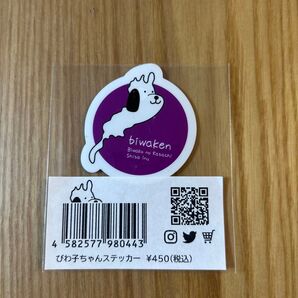 biwaken
Biwako no Katachi
Shiba Inu
4 582577 980443
びわ子ちゃんステッカー ¥450(税込)